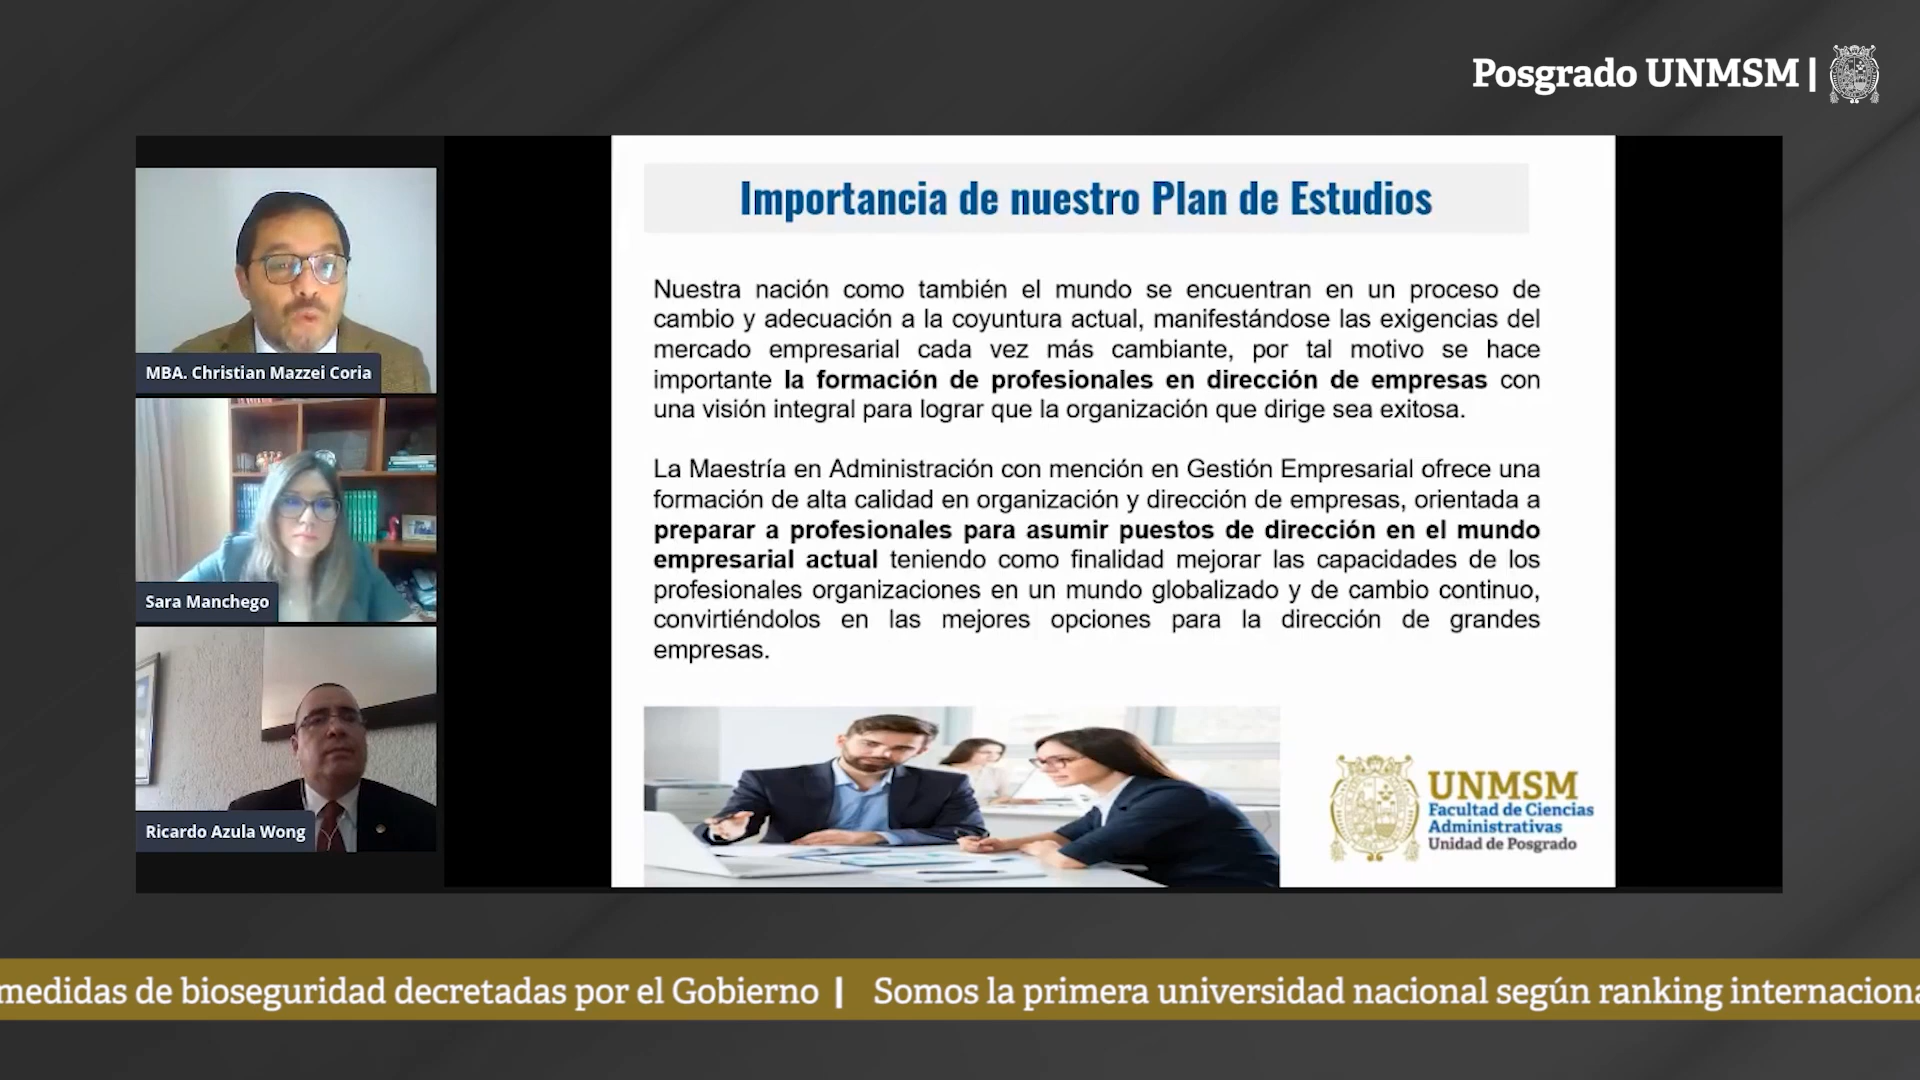 Posgrado UNMSM |
MBA. Christian Mazzei Coria
Sara Manchego
Ricardo Azula Wong
Importancia de nuestro Plan de Estudios
Nuestra nación como también el mundo se encuentran en un proceso de
cambio y adecuación a la coyuntura actual, manifestándose las exigencias del
mercado empresarial cada vez más cambiante, por tal motivo se hace
importante la formación de profesionales en dirección de empresas con
una visión integral para lograr que la organización que dirige sea exitosa.
La Maestría en Administración con mención en Gestión Empresarial ofrece una
formación de alta calidad en organización y dirección de empresas, orientada a
preparar a profesionales para asumir puestos de dirección en el mundo
empresarial actual teniendo como finalidad mejorar las capacidades de los
profesionales organizaciones en un mundo globalizado y de cambio continuo,
convirtiéndolos en las mejores opciones para la dirección de grandes
empresas.
UNMSM
Facultad de Ciencias
Administrativas
Unidad de Posgrado
medidas de bioseguridad decretadas por el Gobierno | Somos la primera universidad nacional según ranking internaciona